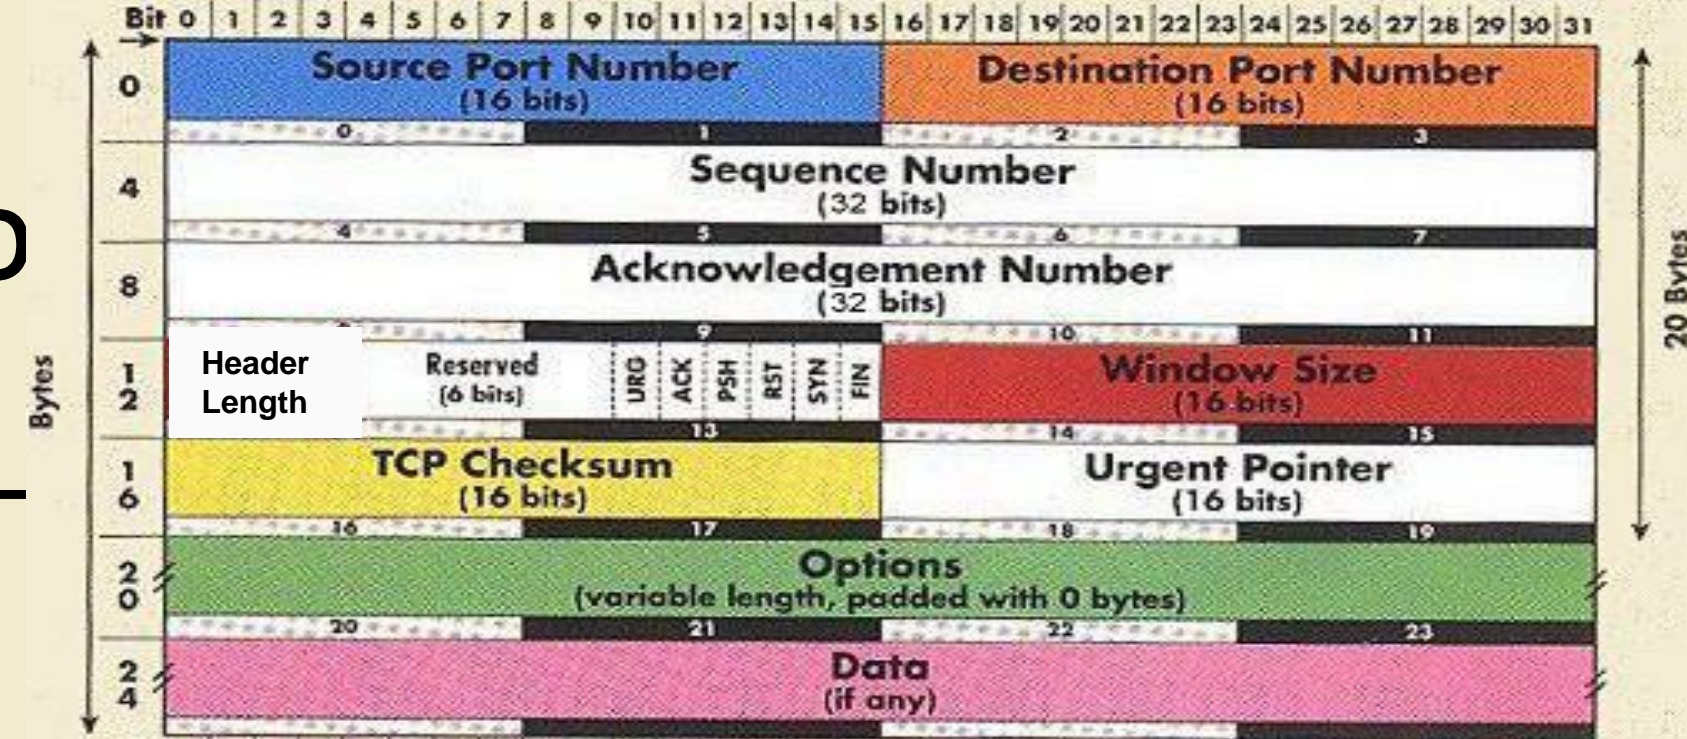 Bit 0 1 2 3 4 5 6 7 8 9 10 11 12 13 14 15 16 17 18 19 20 21 22 23 24 25 26 27 28 29 30 31
0 Source Port Number Destination Port Number
(16 bits) (16 bits)
0 1 2 3
4 Sequence Number
(32 bits)
4 5 6 7
8 Acknowledgement Number
(32 bits)
9 10 11
12 Header Reserved URG ACK PSH RST SYN FIN Window Size
Length (6 bits) (16 bits)
13 14 15
16 TCP Checksum Urgent Pointer
(16 bits) (16 bits)
16 17 18 19
20 Options
(variable length, padded with 0 bytes)
20 21 22 23
24 Data
(if any)
Bytes
20 Bytes